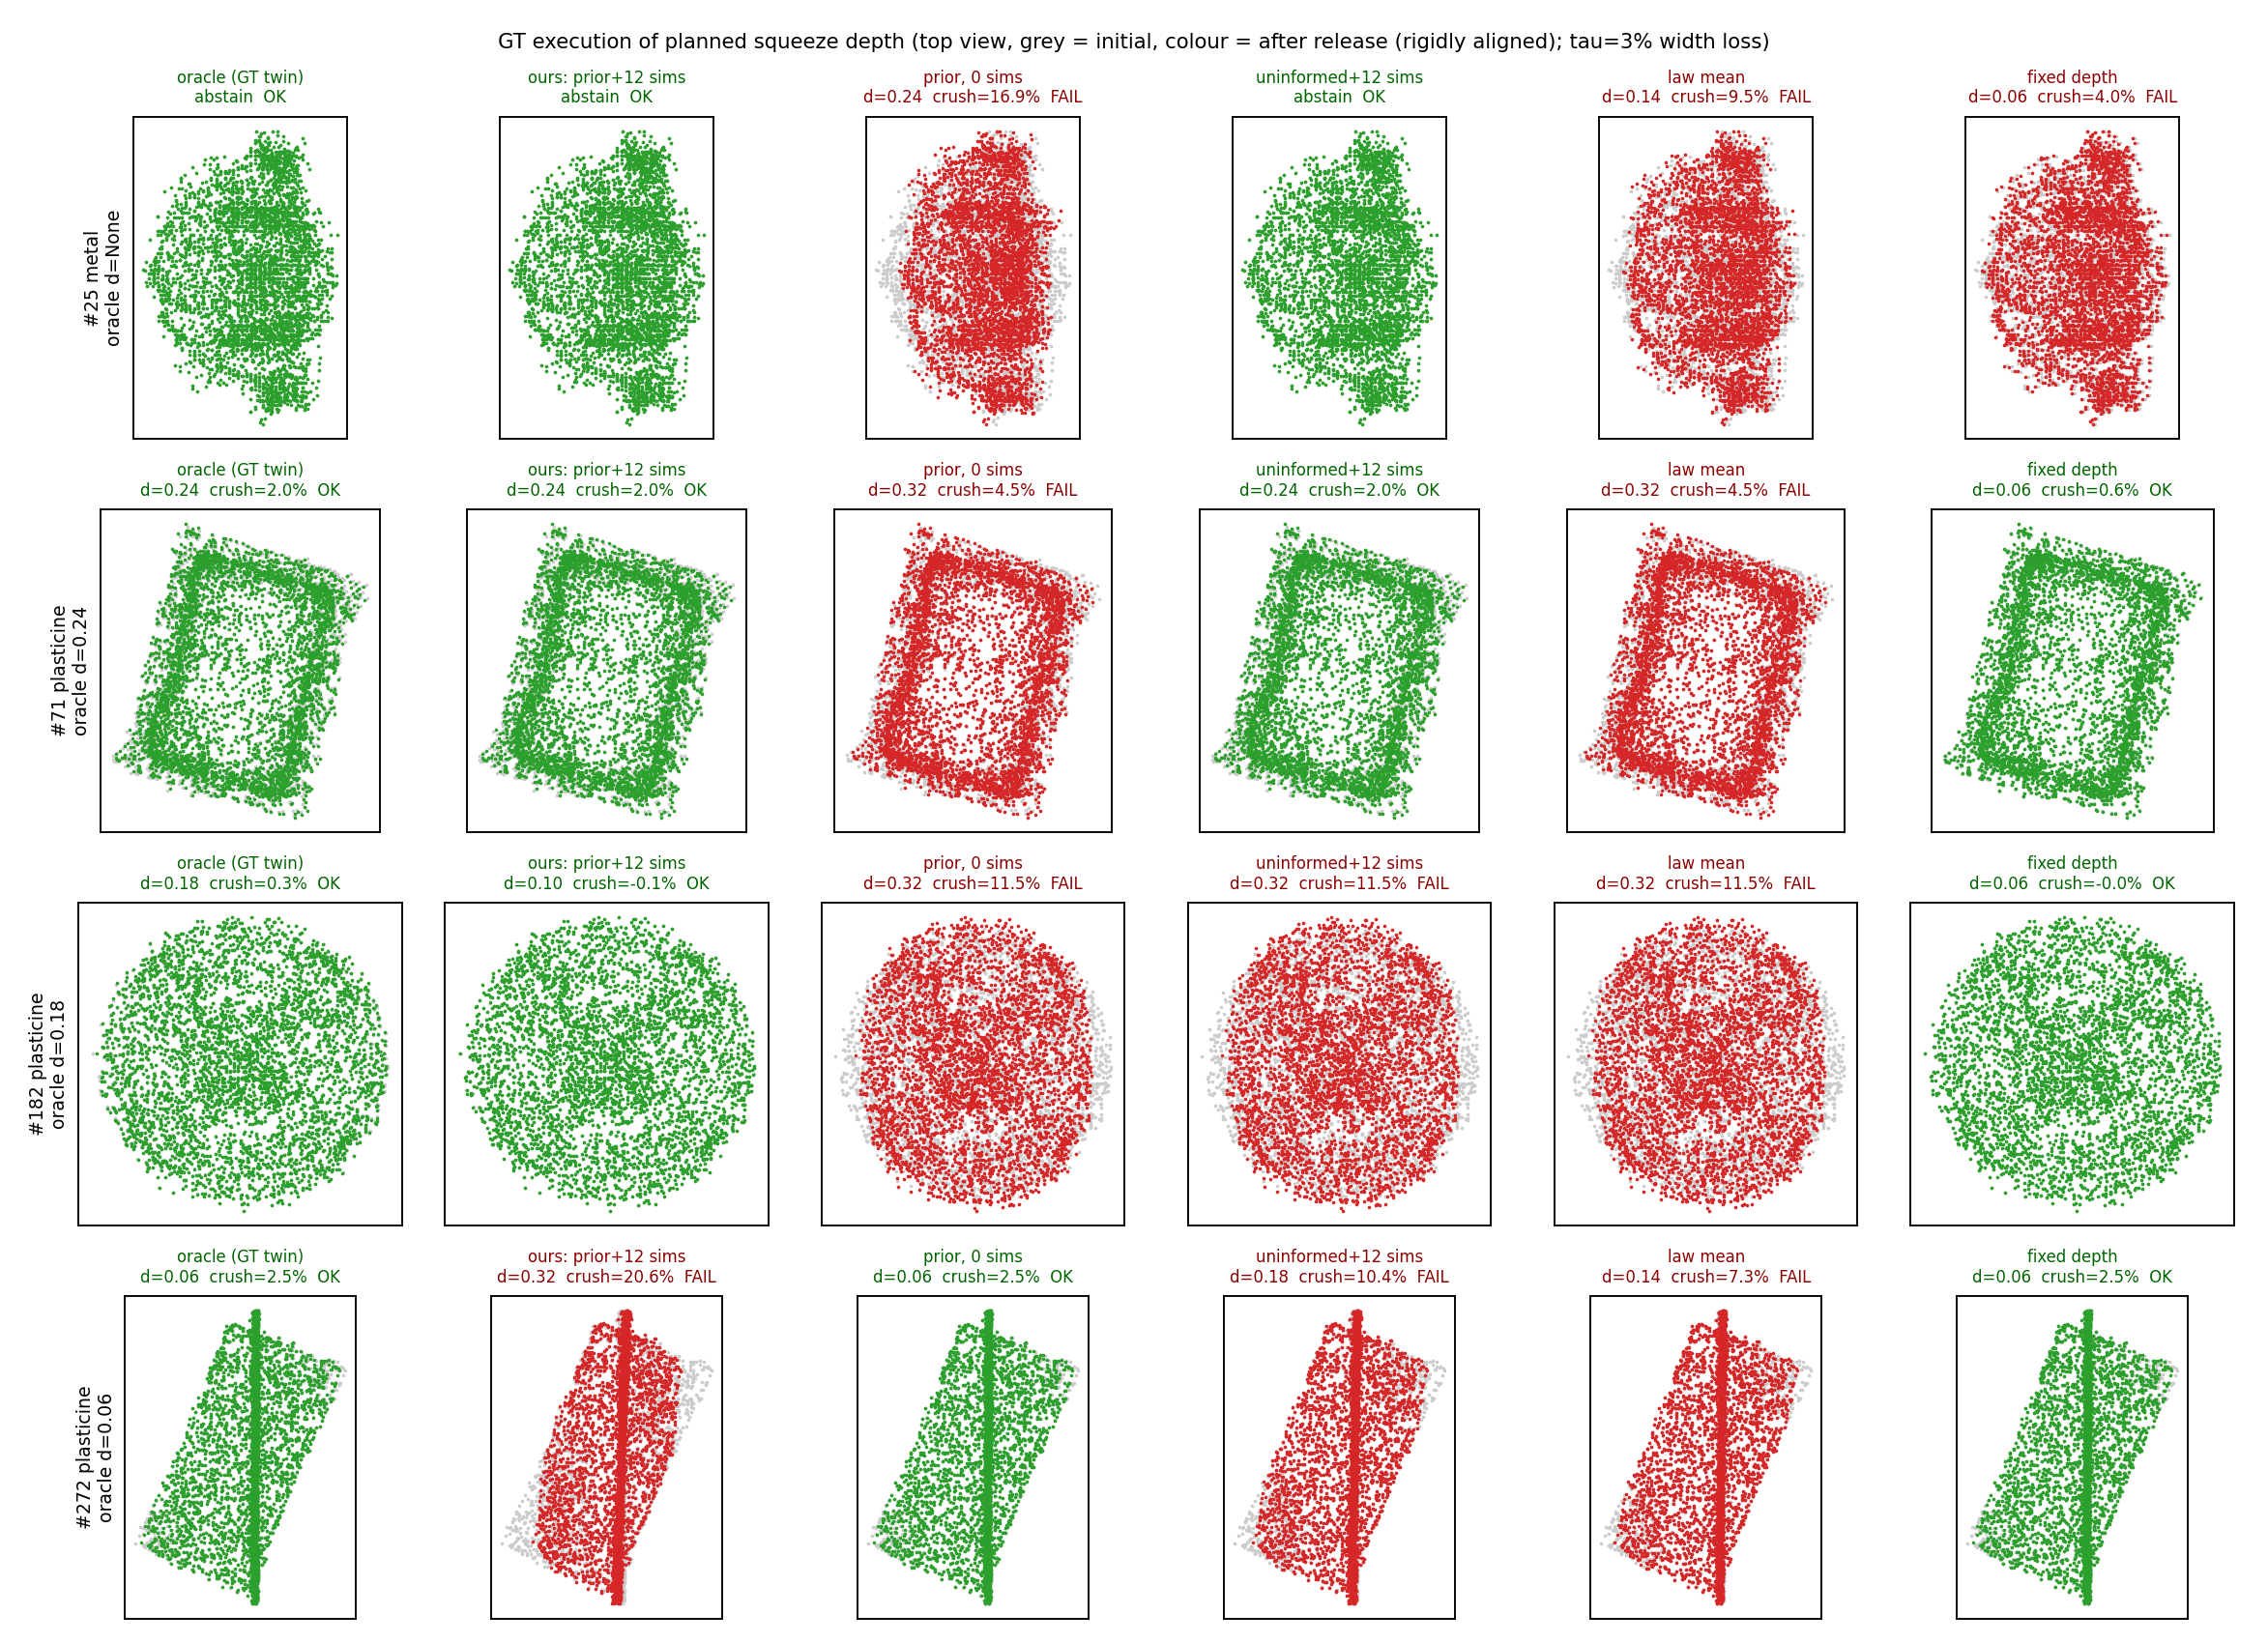 GT execution of planned squeeze depth (top view, grey = initial, colour = after release (rigidly aligned); tau=3% width loss)
oracle (GT twin)
abstain  OK
ours: prior+12 sims
abstain  OK
prior, 0 sims
d=0.24  crush=16.9%  FAIL
uninformed+12 sims
abstain  OK
law mean
d=0.14  crush=9.5%  FAIL
fixed depth
d=0.06  crush=4.0%  FAIL
#25 metal
oracle d=None
oracle (GT twin)
d=0.24  crush=2.0%  OK
ours: prior+12 sims
d=0.24  crush=2.0%  OK
prior, 0 sims
d=0.32  crush=4.5%  FAIL
uninformed+12 sims
d=0.24  crush=2.0%  OK
law mean
d=0.32  crush=4.5%  FAIL
fixed depth
d=0.06  crush=0.6%  OK
#71 plasticine
oracle d=0.24
oracle (GT twin)
d=0.18  crush=0.3%  OK
ours: prior+12 sims
d=0.10  crush=-0.1%  OK
prior, 0 sims
d=0.32  crush=11.5%  FAIL
uninformed+12 sims
d=0.32  crush=11.5%  FAIL
law mean
d=0.32  crush=11.5%  FAIL
fixed depth
d=0.06  crush=-0.0%  OK
#182 plasticine
oracle d=0.18
oracle (GT twin)
d=0.06  crush=2.5%  OK
ours: prior+12 sims
d=0.32  crush=20.6%  FAIL
prior, 0 sims
d=0.06  crush=2.5%  OK
uninformed+12 sims
d=0.18  crush=10.4%  FAIL
law mean
d=0.14  crush=7.3%  FAIL
fixed depth
d=0.06  crush=2.5%  OK
#272 plasticine
oracle d=0.06